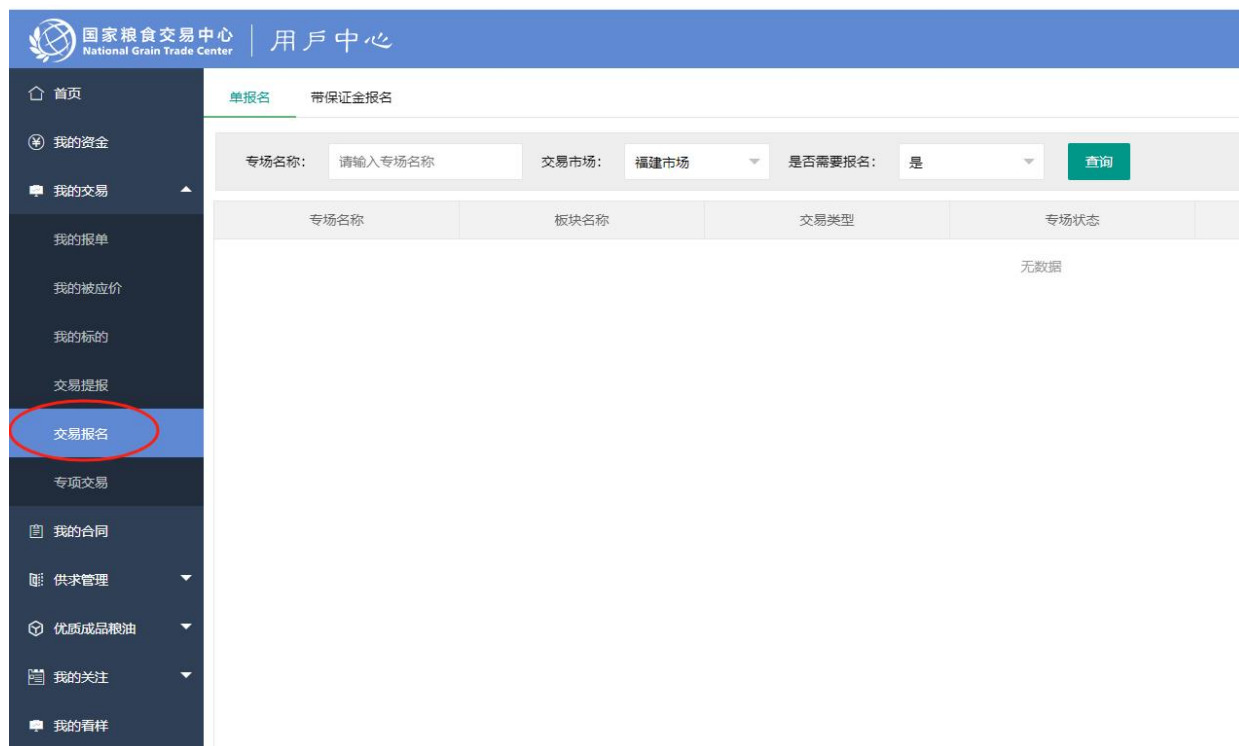 国家粮食交易中心
National Grain Trade Center
用戶中心
首页
我的资金
我的交易
我的报单
我的被应价
我的标的
交易提报
交易报名
专项交易
我的合同
供求管理
优质成品粮油
我的关注
我的看样
单报名 带保证金报名
专场名称： 请输入专场名称 交易市场： 福建市场 是否需要报名： 是 查询
专场名称 板块名称 交易类型 专场状态
无数据